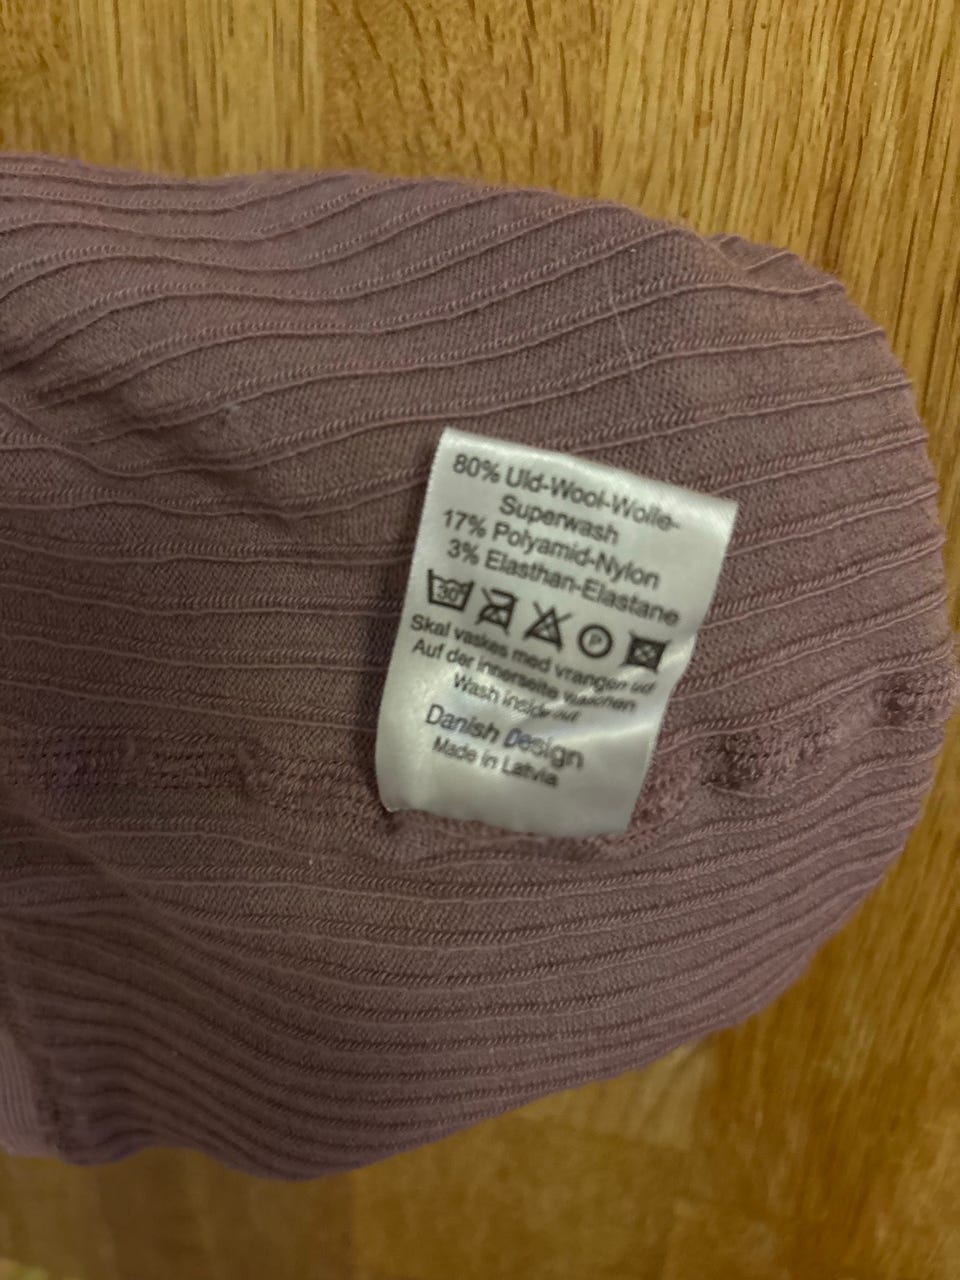 80% Uld-Wool-Wolle-
Superwash
17% Polyamid-Nylon
3% Elasthan-Elastane
30° P
Skal vaskes med vrangen ud
Auf der innerseite waschen
Wash inside out
Danish Design
Made in Latvia